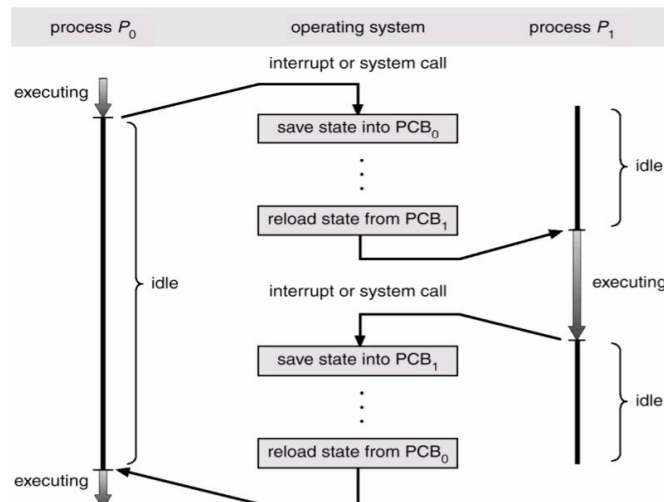 process P0 operating system process P1
interrupt or system call
executing
save state into PCB0
idle
reload state from PCB1
idle
interrupt or system call
executing
save state into PCB1
idle
reload state from PCB0
executing